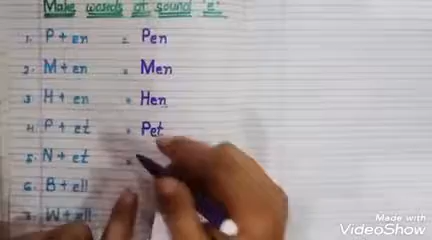 Make words of sound "e"
1. P + en = Pen
2. M + en = Men
3. H + en = Hen
4. P + et = Pet
5. N + et =
6. B + ell
7. W + ell
Made with
VideoShow